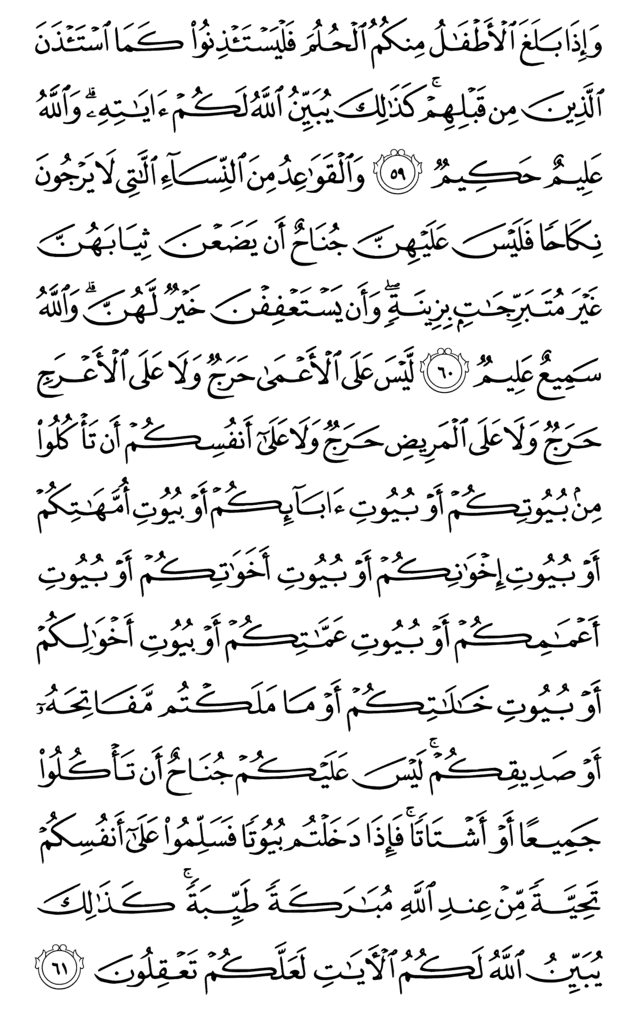 وَإِذَا بَلَغَ ٱلْأَطْفَٰلُ مِنكُمُ ٱلْحُلُمَ فَلْيَسْتَـْٔذِنُوا۟ كَمَا ٱسْتَـْٔذَنَ
ٱلَّذِينَ مِن قَبْلِهِمْ ۚ كَذَٰلِكَ يُبَيِّنُ ٱللَّهُ لَكُمْ ءَايَٰتِهِۦ ۗ وَٱللَّهُ
عَلِيمٌ حَكِيمٌ ٥٩ وَٱلْقَوَٰعِدُ مِنَ ٱلنِّسَآءِ ٱلَّٰتِى لَا يَرْجُونَ
نِكَاحًا فَلَيْسَ عَلَيْهِنَّ جُنَاحٌ أَن يَضَعْنَ ثِيَابَهُنَّ
غَيْرَ مُتَبَرِّجَٰتٍۭ بِزِينَةٍ ۖ وَأَن يَسْتَعْفِفْنَ خَيْرٌ لَّهُنَّ ۗ وَٱللَّهُ
سَمِيعٌ عَلِيمٌ ٦٠ لَّيْسَ عَلَى ٱلْأَعْمَىٰ حَرَجٌ وَلَا عَلَى ٱلْأَعْرَجِ
حَرَجٌ وَلَا عَلَى ٱلْمَرِيضِ حَرَجٌ وَلَا عَلَىٰٓ أَنفُسِكُمْ أَن تَأْكُلُوا۟
مِنۢ بُيُوتِكُمْ أَوْ بُيُوتِ ءَابَآئِكُمْ أَوْ بُيُوتِ أُمَّهَٰتِكُمْ
أَوْ بُيُوتِ إِخْوَٰنِكُمْ أَوْ بُيُوتِ أَخَوَٰتِكُمْ أَوْ بُيُوتِ
أَعْمَٰمِكُمْ أَوْ بُيُوتِ عَمَّٰتِكُمْ أَوْ بُيُوتِ أَخْوَٰلِكُمْ
أَوْ بُيُوتِ خَٰلَٰتِكُمْ أَوْ مَا مَلَكْتُم مَّفَاتِحَهُۥٓ
أَوْ صَدِيقِكُمْ ۚ لَيْسَ عَلَيْكُمْ جُنَاحٌ أَن تَأْكُلُوا۟
جَمِيعًا أَوْ أَشْتَاتًا ۚ فَإِذَا دَخَلْتُم بُيُوتًا فَسَلِّمُوا۟ عَلَىٰٓ أَنفُسِكُمْ
تَحِيَّةً مِّنْ عِندِ ٱللَّهِ مُبَٰرَكَةً طَيِّبَةً ۚ كَذَٰلِكَ
يُبَيِّنُ ٱللَّهُ لَكُمُ ٱلْءَايَٰتِ لَعَلَّكُمْ تَعْقِلُونَ ٦١